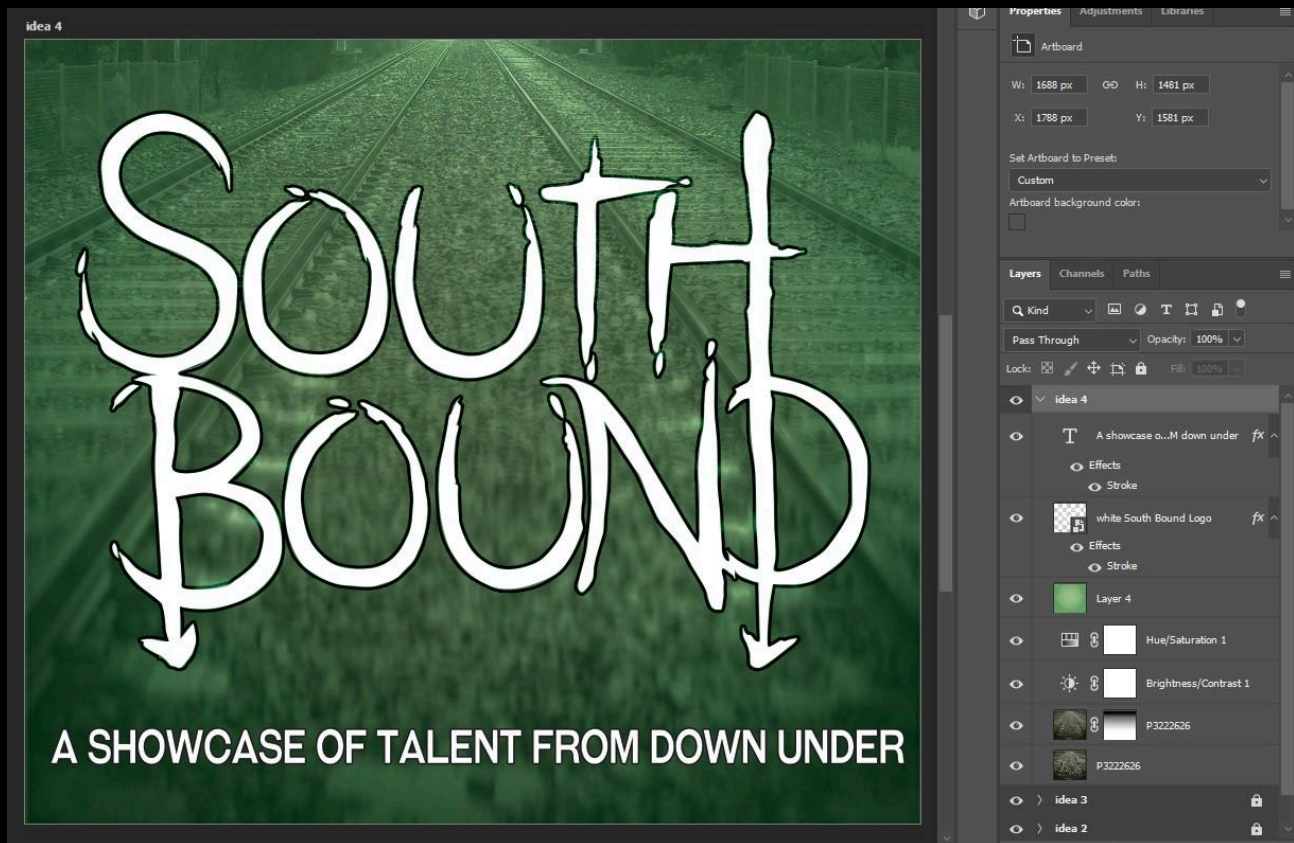 idea 4
SOUTH
BOUND
A SHOWCASE OF TALENT FROM DOWN UNDER
Properties Adjustments Libraries
Artboard
W: 1688 px H: 1481 px
X: 1788 px Y: 1581 px
Set Artboard to Preset:
Custom
Artboard background color:
Layers Channels Paths
Kind
Pass Through Opacity: 100%
Lock: Fill: 100%
idea 4
A showcase o...M down under fx
Effects
Stroke
white South Bound Logo fx
Effects
Stroke
Layer 4
Hue/Saturation 1
Brightness/Contrast 1
P3222626
P3222626
idea 3
idea 2